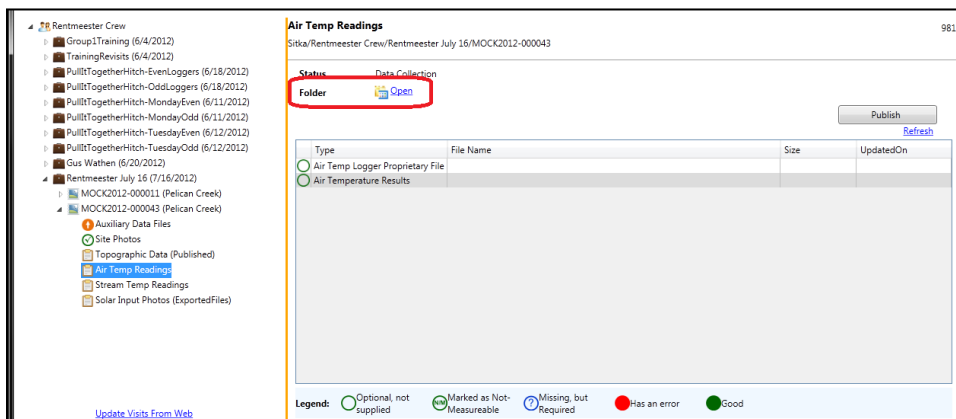 Rentmeester Crew
Group1Training (6/4/2012)
TrainingRevisits (6/4/2012)
PullItTogetherHitch-EvenLoggers (6/18/2012)
PullItTogetherHitch-OddLoggers (6/18/2012)
PullItTogetherHitch-MondayEven (6/11/2012)
PullItTogetherHitch-MondayOdd (6/11/2012)
PullItTogetherHitch-TuesdayEven (6/12/2012)
PullItTogetherHitch-TuesdayOdd (6/12/2012)
Gus Wathen (6/20/2012)
Rentmeester July 16 (7/16/2012)
MOCK2012-000011 (Pelican Creek)
MOCK2012-000043 (Pelican Creek)
Auxiliary Data Files
Site Photos
Topographic Data (Published)
Air Temp Readings
Stream Temp Readings
Solar Input Photos (ExportedFiles)
Update Visits From Web
Air Temp Readings
981
Sitka/Rentmeester Crew/Rentmeester July 16/MOCK2012-000043
Status Data Collection
Folder Open
Publish
Refresh
Type File Name Size UpdatedOn
Air Temp Logger Proprietary File
Air Temperature Results
Legend: Optional, not supplied N/M Marked as Not-Measureable ? Missing, but Required Has an error Good